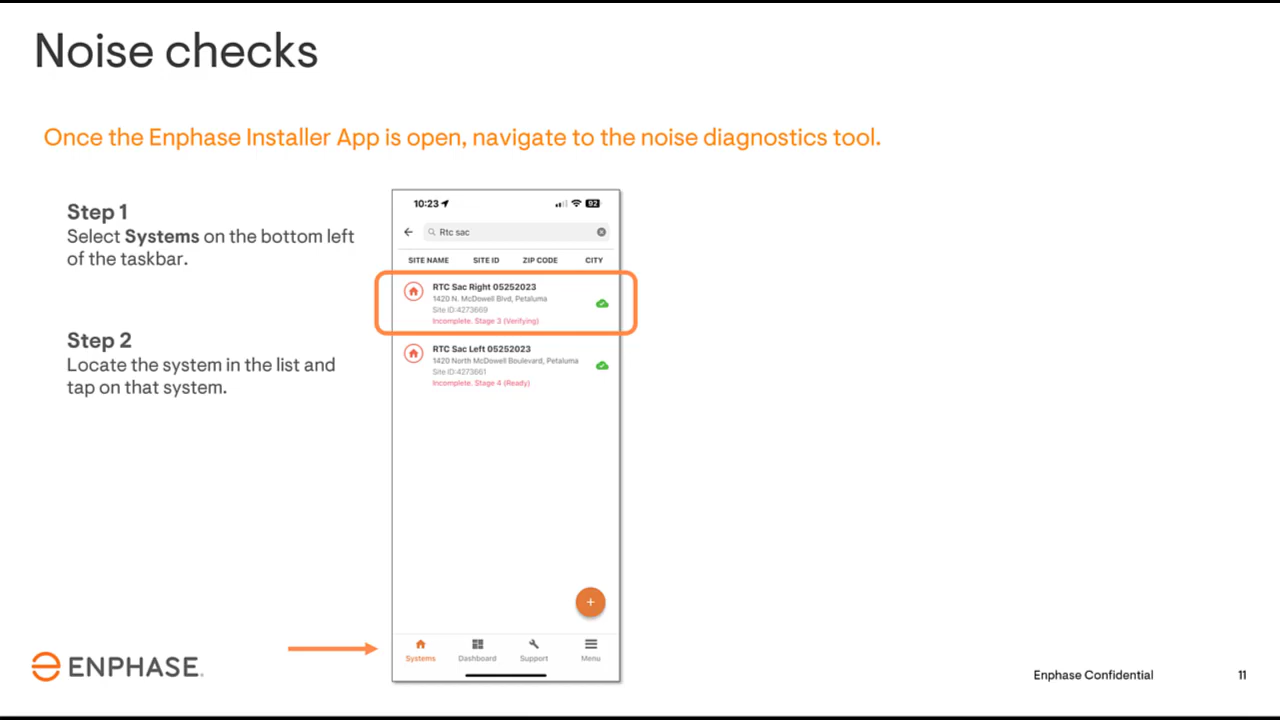 Noise checks
Once the Enphase Installer App is open, navigate to the noise diagnostics tool.
Step 1
Select Systems on the bottom left
of the taskbar.
Step 2
Locate the system in the list and
tap on that system.
10:23
92
Rtc sac
SITE NAME SITE ID ZIP CODE CITY
RTC Sac Right 05252023
1420 N. McDowell Blvd, Petaluma
Site ID:4273669
Incomplete. Stage 3 (Verifying)
RTC Sac Left 05252023
1420 North McDowell Boulevard, Petaluma
Site ID:4273661
Incomplete. Stage 4 (Ready)
+
Systems Dashboard Support Menu
ENPHASE.
Enphase Confidential
11